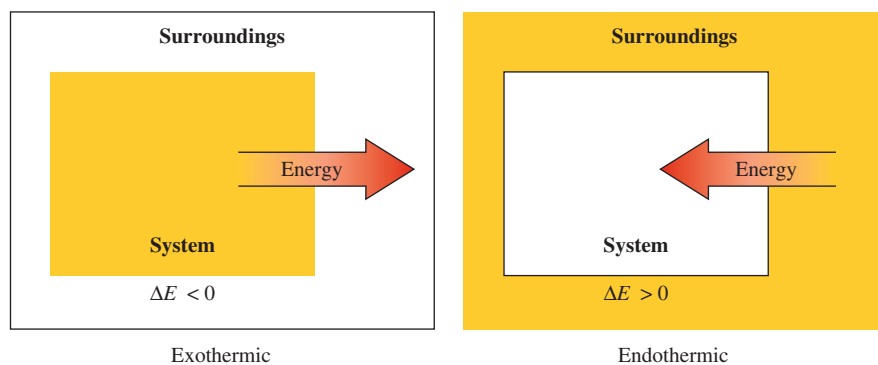 Surroundings
Energy
System
ΔE < 0
Exothermic
Surroundings
Energy
System
ΔE > 0
Endothermic